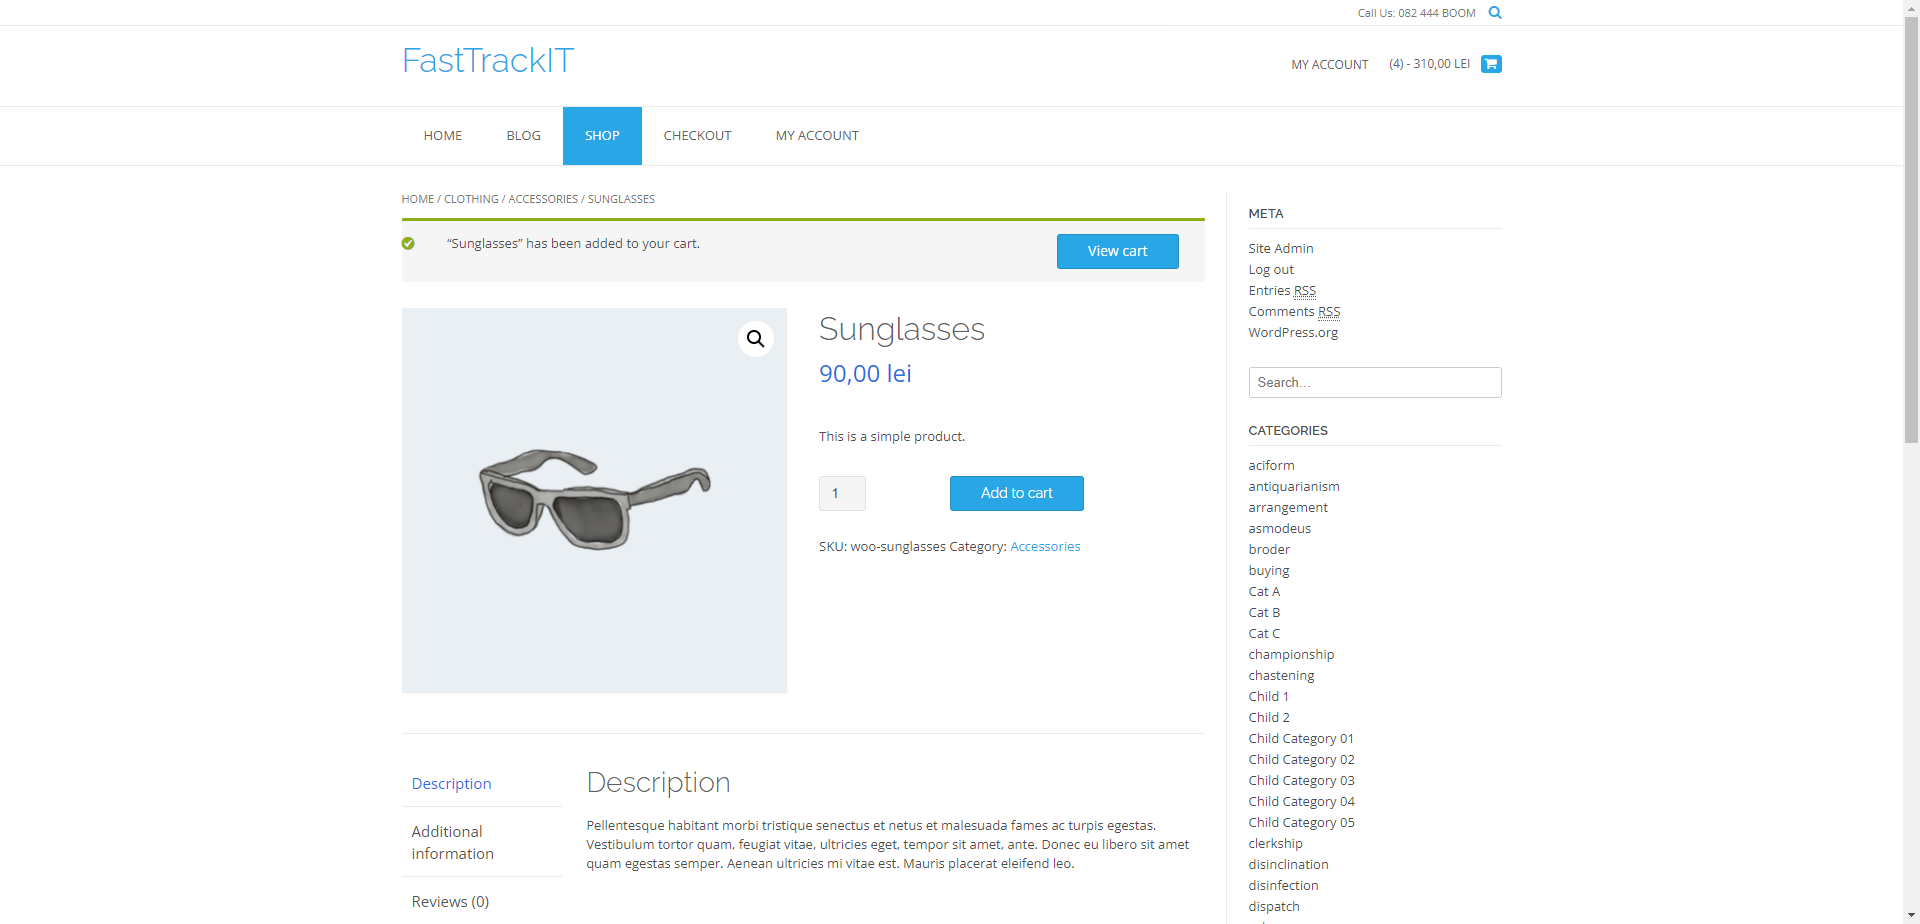 Call Us: 082 444 BOOM
FastTrackIT
MY ACCOUNT
(4) - 310,00 LEI
HOME
BLOG
SHOP
CHECKOUT
MY ACCOUNT
HOME / CLOTHING / ACCESSORIES / SUNGLASSES
“Sunglasses” has been added to your cart.
View cart
Sunglasses
90,00 lei
This is a simple product.
1
Add to cart
SKU: woo-sunglasses Category: Accessories
Description
Additional
information
Reviews (0)
Description
Pellentesque habitant morbi tristique senectus et netus et malesuada fames ac turpis egestas.
Vestibulum tortor quam, feugiat vitae, ultricies eget, tempor sit amet, ante. Donec eu libero sit amet
quam egestas semper. Aenean ultricies mi vitae est. Mauris placerat eleifend leo.
META
Site Admin
Log out
Entries RSS
Comments RSS
WordPress.org
Search…
CATEGORIES
aciform
antiquarianism
arrangement
asmodeus
broder
buying
Cat A
Cat B
Cat C
championship
chastening
Child 1
Child 2
Child Category 01
Child Category 02
Child Category 03
Child Category 04
Child Category 05
clerkship
disinclination
disinfection
dispatch